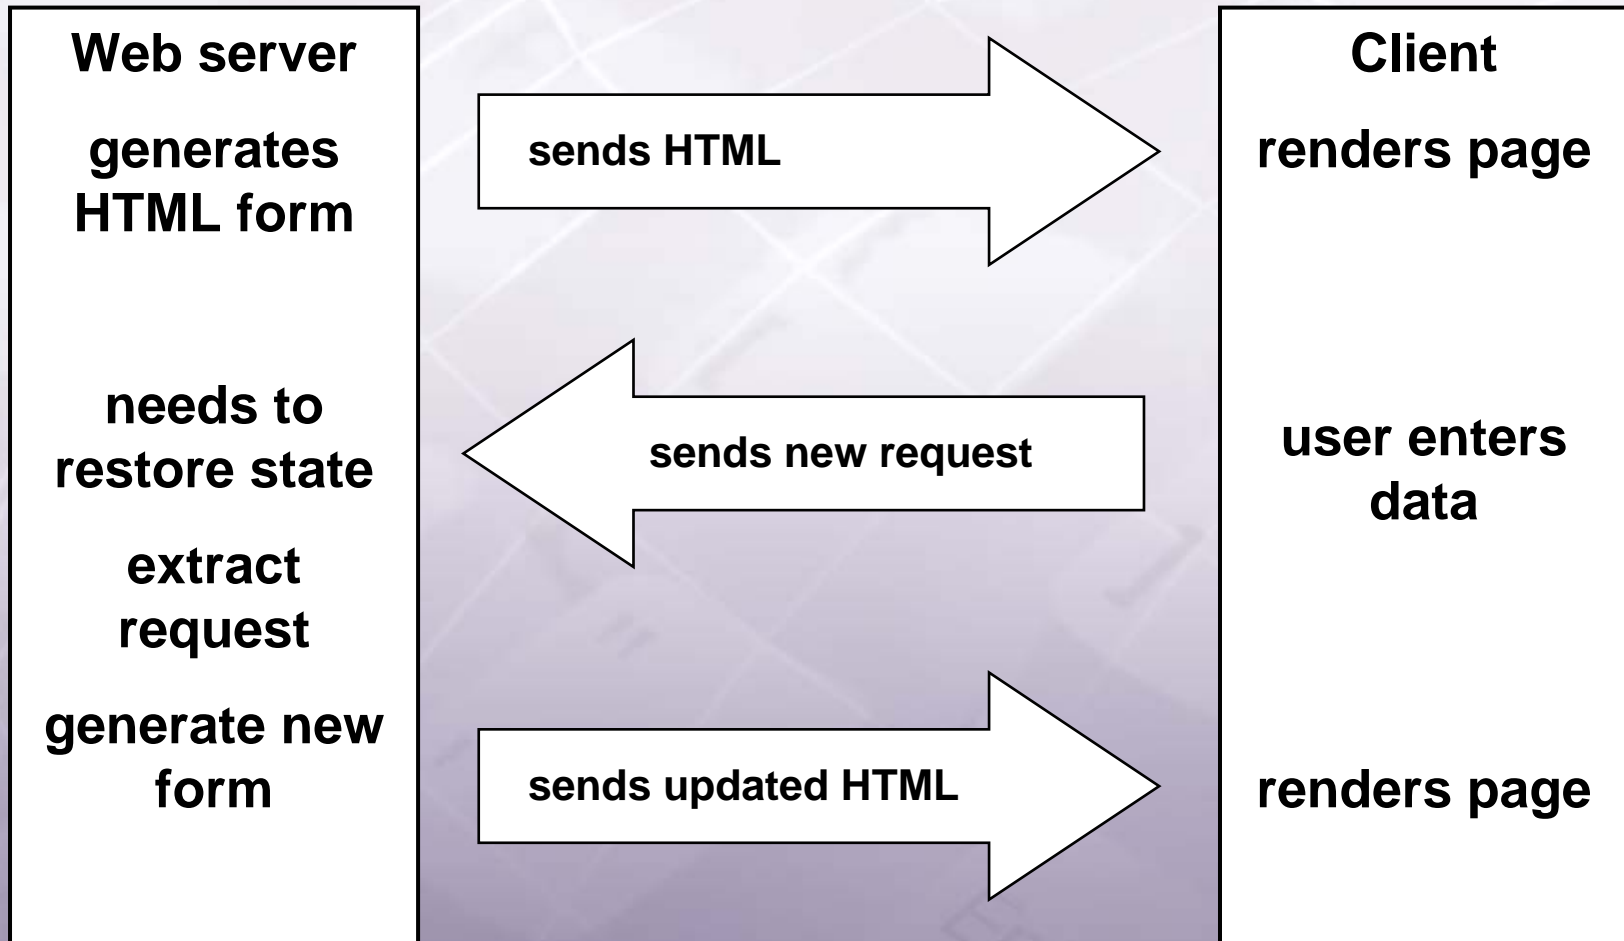 Web server
generates
HTML form
needs to
restore state
extract
request
generate new
form
sends HTML
sends new request
sends updated HTML
Client
renders page
user enters
data
renders page